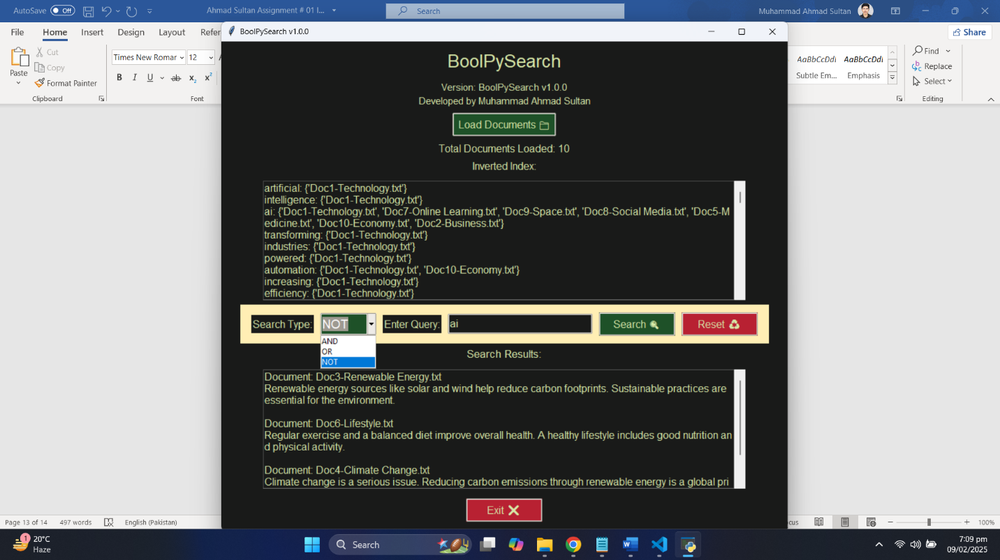 AutoSave Off Ahmad Sultan Assignment # 01 I... Search Muhammad Ahmad Sultan
File Home Insert Design Layout Refer Share
BoolPySearch v1.0.0
Paste
Cut
Copy
Format Painter
Clipboard
Times New Romar 12
B I U ab x₂ x²
Font
AaBbCcDdI AaBbCcDdI
Subtle Em... Emphasis
Find
Replace
Select
Editing
BoolPySearch
Version: BoolPySearch v1.0.0
Developed by Muhammad Ahmad Sultan
Load Documents
Total Documents Loaded: 10
Inverted Index:
artificial: {'Doc1-Technology.txt'}
intelligence: {'Doc1-Technology.txt'}
ai: {'Doc1-Technology.txt', 'Doc7-Online Learning.txt', 'Doc9-Space.txt', 'Doc8-Social Media.txt', 'Doc5-M
edicine.txt', 'Doc10-Economy.txt', 'Doc2-Business.txt'}
transforming: {'Doc1-Technology.txt'}
industries: {'Doc1-Technology.txt'}
powered: {'Doc1-Technology.txt'}
automation: {'Doc1-Technology.txt', 'Doc10-Economy.txt'}
increasing: {'Doc1-Technology.txt'}
efficiency: {'Doc1-Technology.txt'}
Search Type: NOT Enter Query: ai Search Reset
AND
OR
NOT
Search Results:
Document: Doc3-Renewable Energy.txt
Renewable energy sources like solar and wind help reduce carbon footprints. Sustainable practices are
essential for the environment.
Document: Doc6-Lifestyle.txt
Regular exercise and a balanced diet improve overall health. A healthy lifestyle includes good nutrition an
d physical activity.
Document: Doc4-Climate Change.txt
Climate change is a serious issue. Reducing carbon emissions through renewable energy is a global pri
Exit
Page 13 of 14 497 words English (Pakistan) ocus 100%
1 20°C
Haze
Search
7:09 pm
09/02/2025